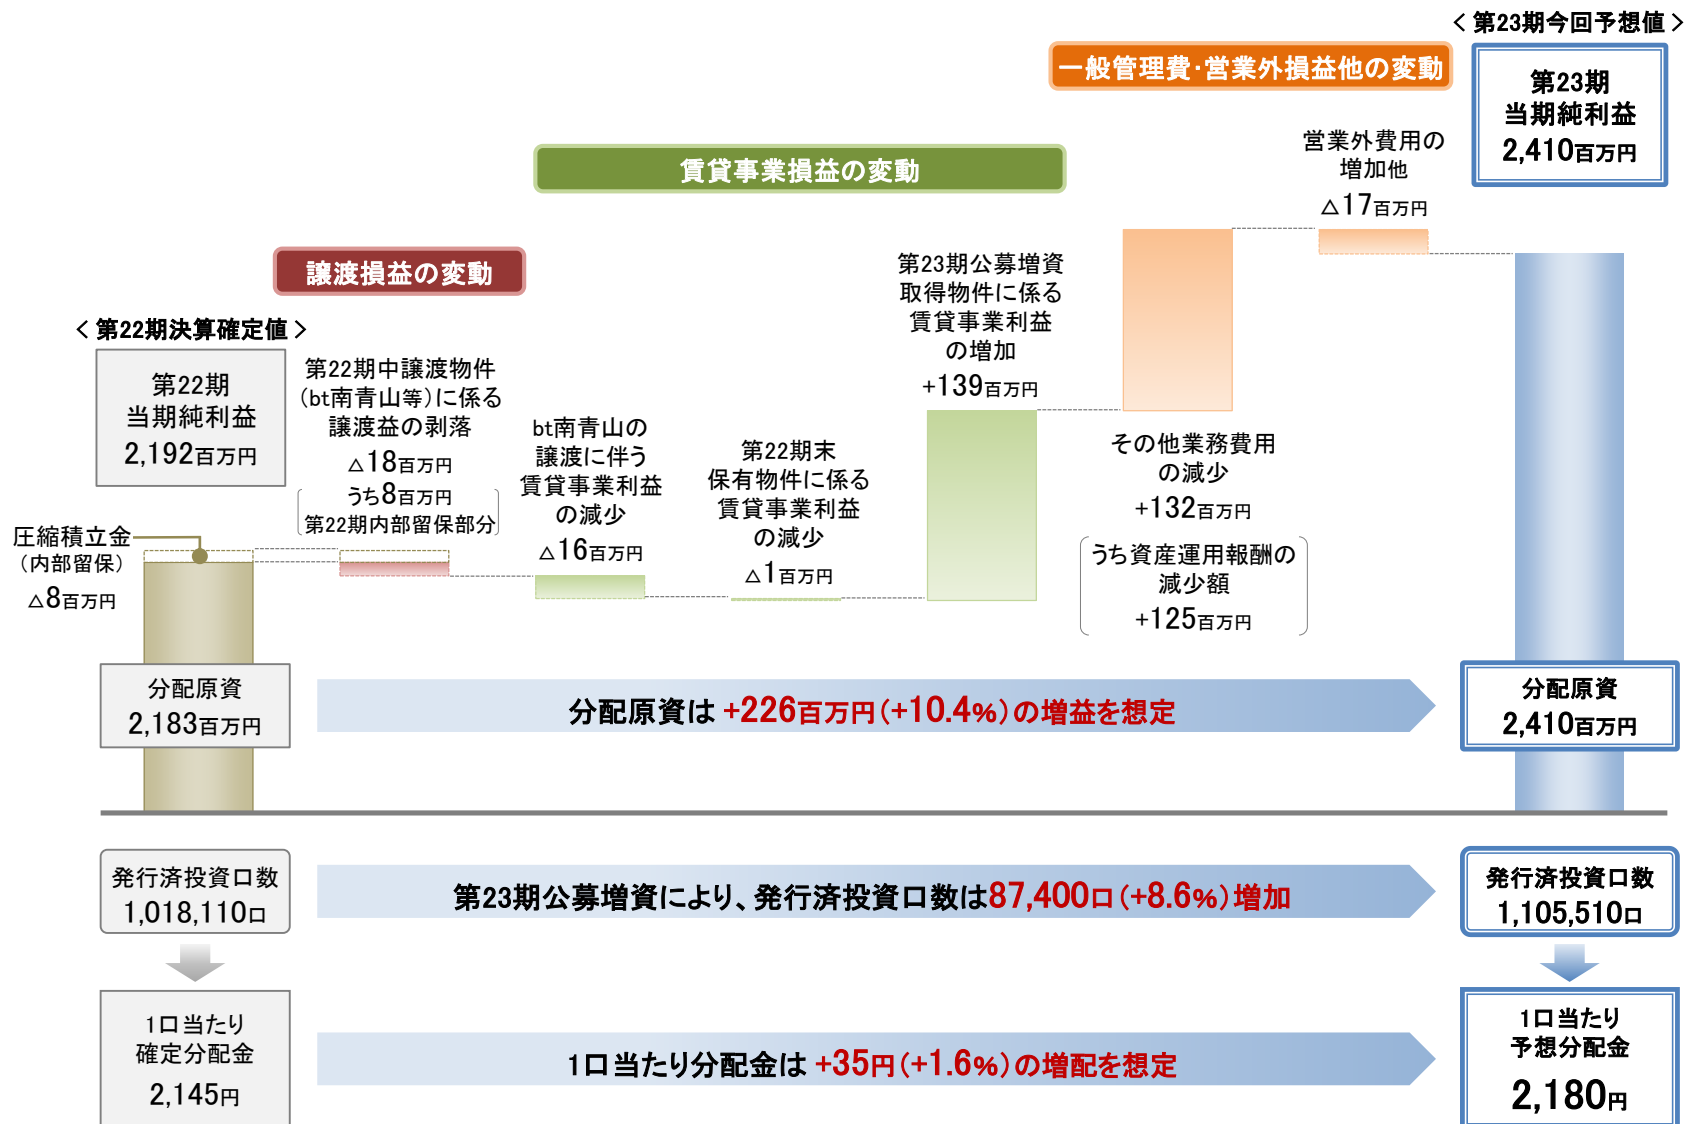 ＜第23期今回予想値＞
第23期
当期純利益
2,410百万円
一般管理費･営業外損益他の変動
営業外費用の
増加他
△17百万円
賃貸事業損益の変動
譲渡損益の変動
＜第22期決算確定値＞
第22期
当期純利益
2,192百万円
圧縮積立金
（内部留保）
△8百万円
第22期中譲渡物件
（bt南青山等）に係る
譲渡益の剥落
△18百万円
うち8百万円
第22期内部留保部分
bt南青山の
譲渡に伴う
賃貸事業利益
の減少
△16百万円
第22期末
保有物件に係る
賃貸事業利益
の減少
△1百万円
第23期公募増資
取得物件に係る
賃貸事業利益
の増加
+139百万円
その他業務費用
の減少
+132百万円
うち資産運用報酬の
減少額
+125百万円
分配原資
2,183百万円
分配原資は +226百万円（+10.4%）の増益を想定
分配原資
2,410百万円
発行済投資口数
1,018,110口
第23期公募増資により、発行済投資口数は87,400口（+8.6%）増加
発行済投資口数
1,105,510口
1口当たり
確定分配金
2,145円
1口当たり分配金は +35円（+1.6%）の増配を想定
1口当たり
予想分配金
2,180円